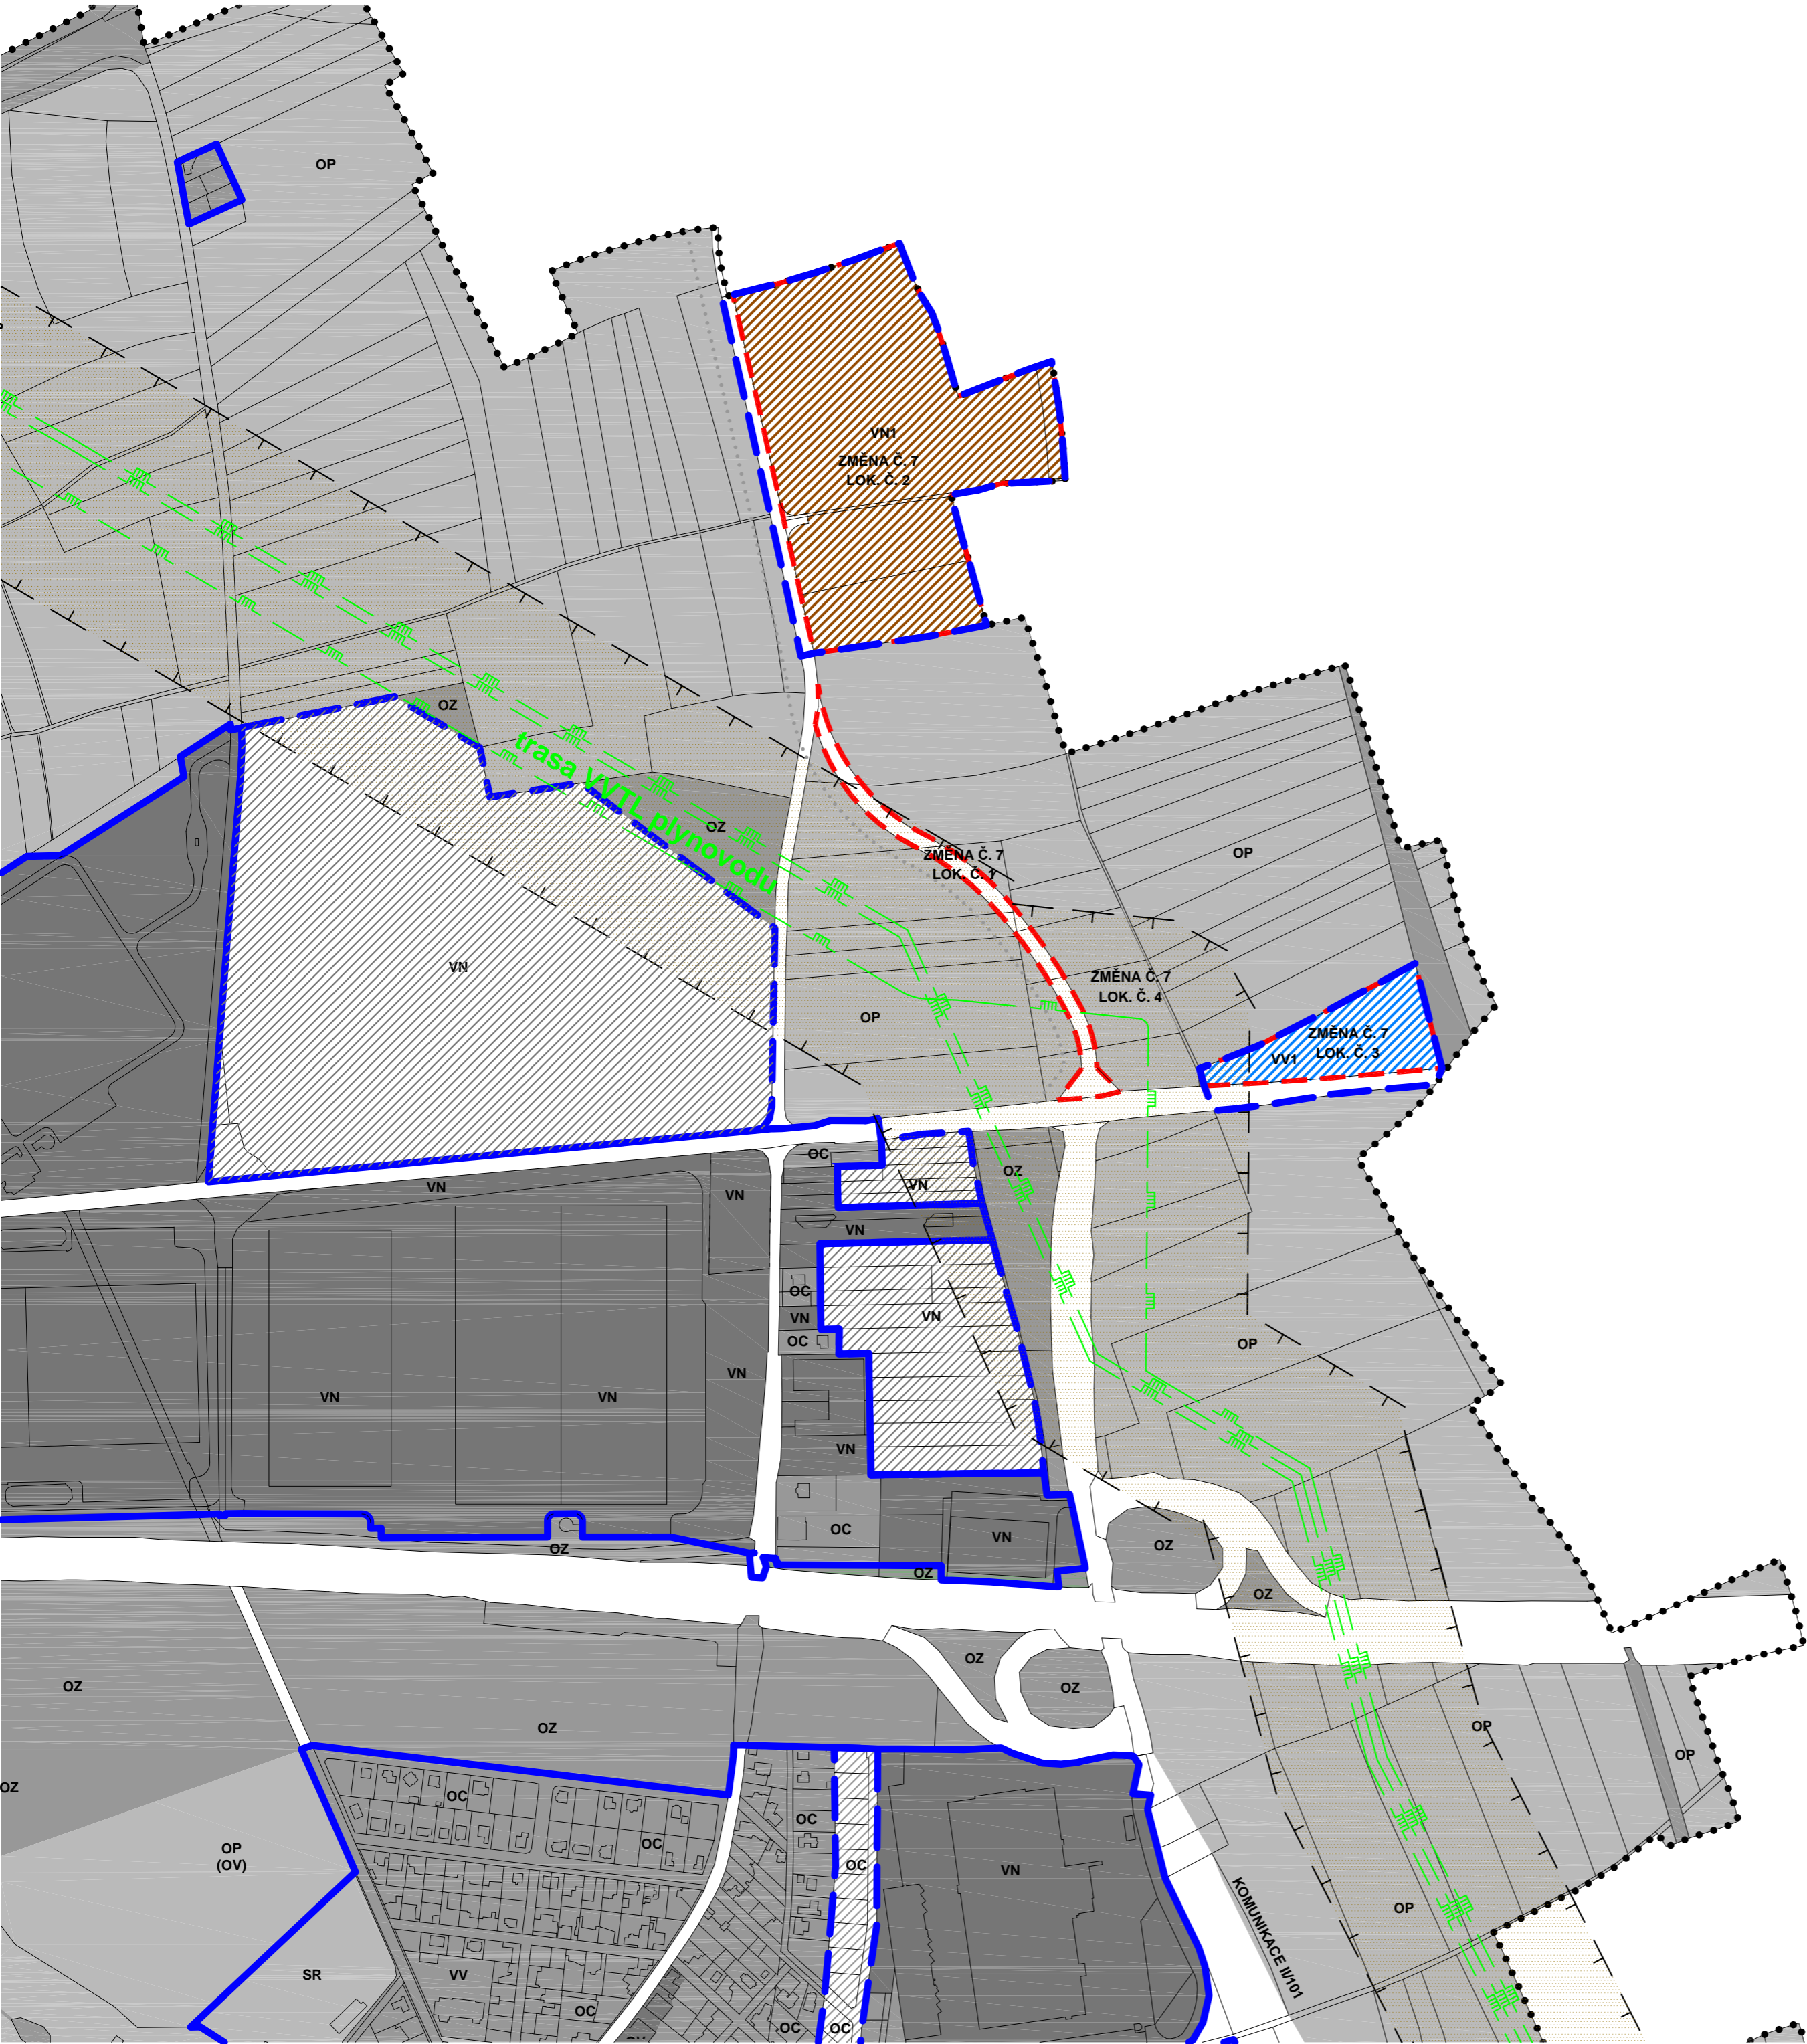 OP
VN1
ZMĚNA Č. 7
LOK. Č. 2
OZ
trasa VVTL plynovodu
OZ
ZMĚNA Č. 7
LOK. Č. 1
OP
VN
ZMĚNA Č. 7
LOK. Č. 4
OP
ZMĚNA Č. 7
LOK. Č. 3
VV1
OC
OZ
VN
VN
VN
VN
OC
VN
VN
OC
OP
VN
VN
VN
VN
OC
VN
OZ
OZ
OZ
OZ
OZ
OZ
OZ
OZ
OP
OP
OZ
OC
OC
OC
OP
(OV)
OC
VN
KOMUNIKACE II/101
OP
SR
VV
OC
OC
OC